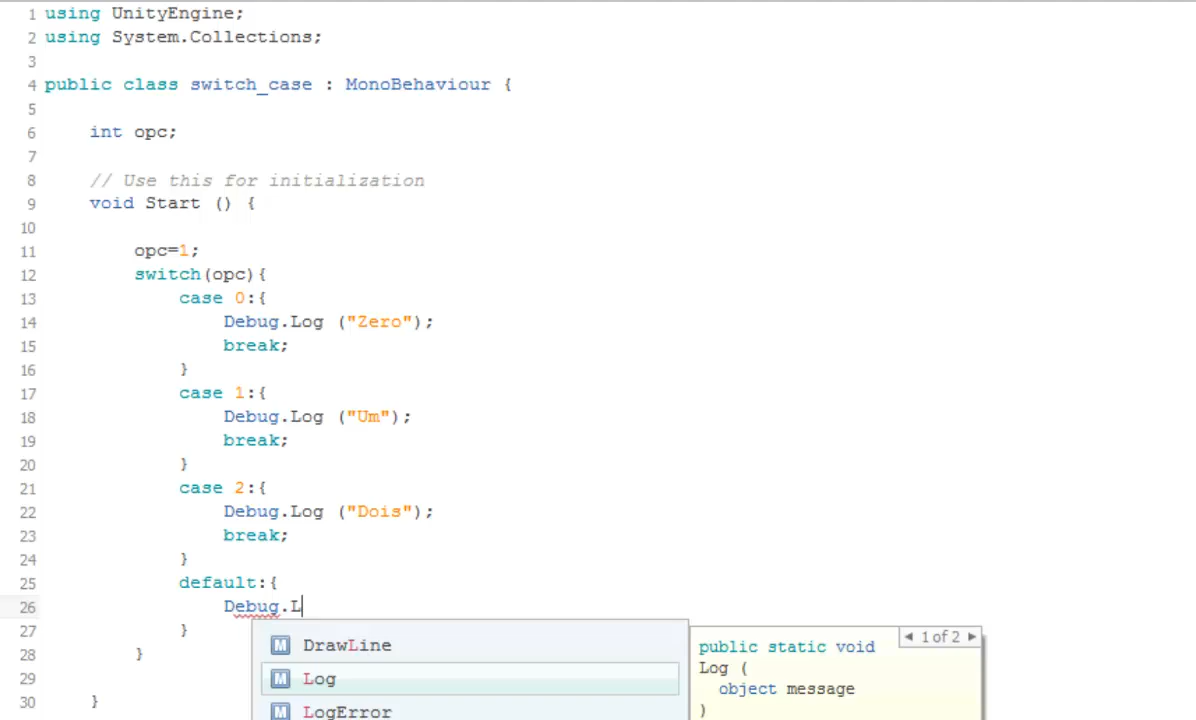 1 using UnityEngine;
2 using System.Collections;
3
4 public class switch_case : MonoBehaviour {
5
6 int opc;
7
8 // Use this for initialization
9 void Start () {
10
11 opc=1;
12 switch(opc){
13 case 0:{
14 Debug.Log ("Zero");
15 break;
16 }
17 case 1:{
18 Debug.Log ("Um");
19 break;
20 }
21 case 2:{
22 Debug.Log ("Dois");
23 break;
24 }
25 default:{
26 Debug.L
27 }
28 }
29
30 }
M DrawLine
M Log
M LogError
◀ 1 of 2 ▶
public static void
Log (
object message
)